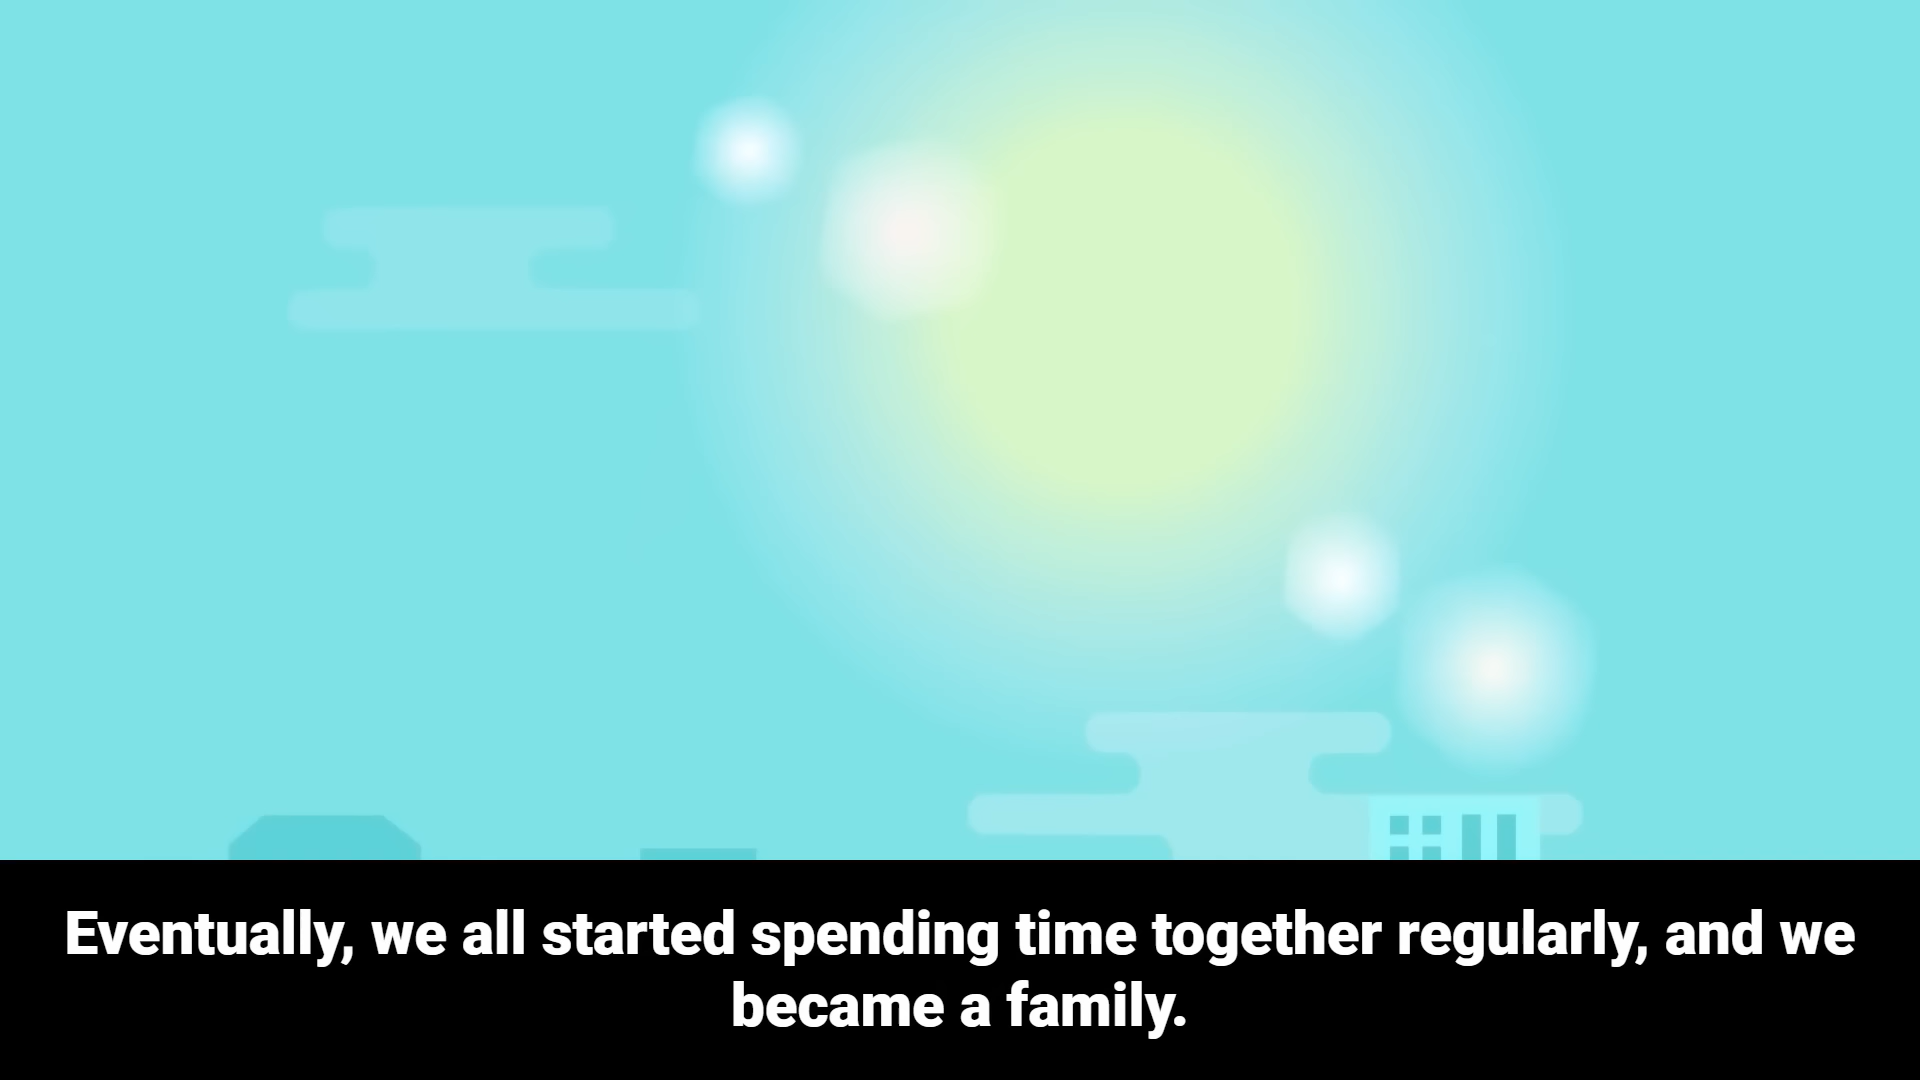 Eventually, we all started spending time together regularly, and we
became a family.